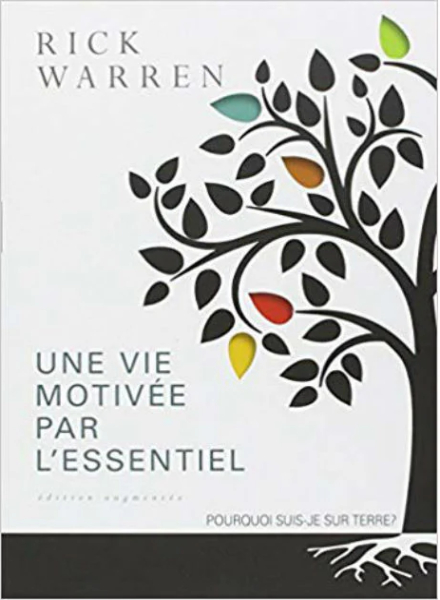 RICK
WARREN
UNE VIE
MOTIVÉE
PAR
L'ESSENTIEL
édition augmentée
POURQUOI SUIS-JE SUR TERRE?